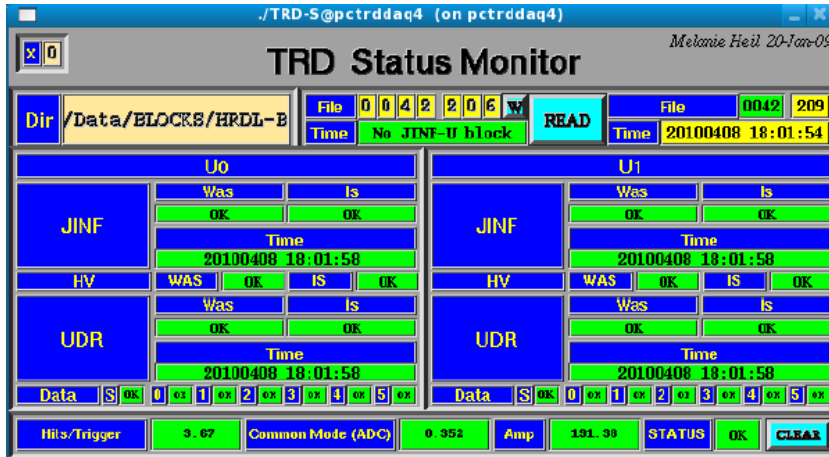 ./TRD-S@pctrddaq4 (on pctrddaq4)
x 0
TRD Status Monitor
Melanie Heil 20-Jan-09
Dir /Data/BLOCKS/HRDL-B
File 0 0 4 2 2 0 6 W
Time No JINF-U block
READ
File 0042 209
Time 20100408 18:01:54
U0 U1
JINF Was Is JINF Was Is
OK OK OK OK
Time Time
20100408 18:01:58 20100408 18:01:58
HV WAS OK IS OK HV WAS OK IS OK
UDR Was Is UDR Was Is
OK OK OK OK
Time Time
20100408 18:01:58 20100408 18:01:58
Data S OK 0 OK 1 OK 2 OK 3 OK 4 OK 5 OK Data S OK 0 OK 1 OK 2 OK 3 OK 4 OK 5 OK
Hits/Trigger 3.67 Common Mode (ADC) 0.352 Amp 191.38 STATUS OK CLEAR